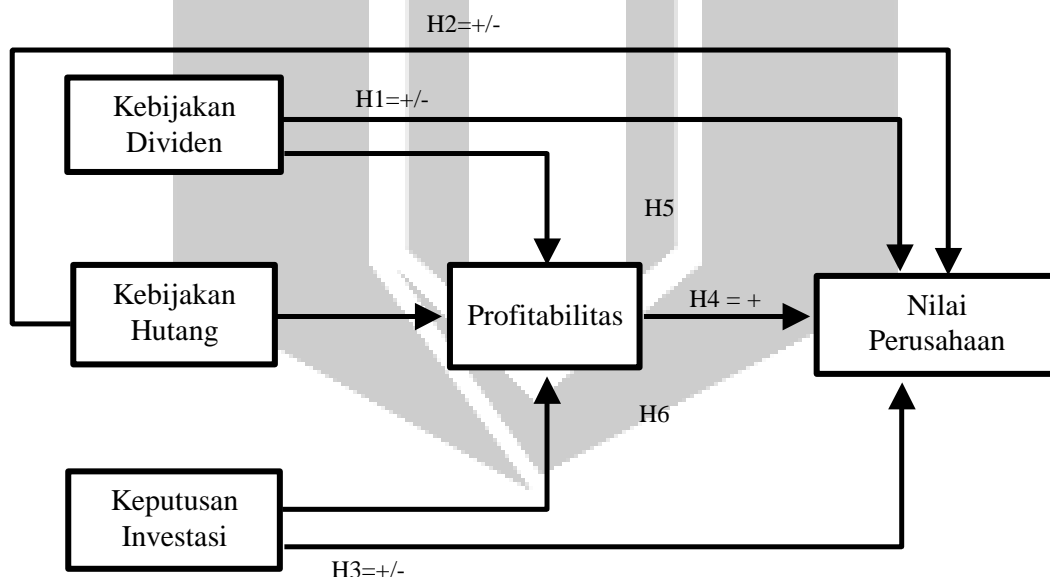 H2=+/-
Kebijakan
Dividen
H1=+/-
H5
Kebijakan
Hutang
Profitabilitas
H4 = +
Nilai
Perusahaan
H6
Keputusan
Investasi
H3=+/-